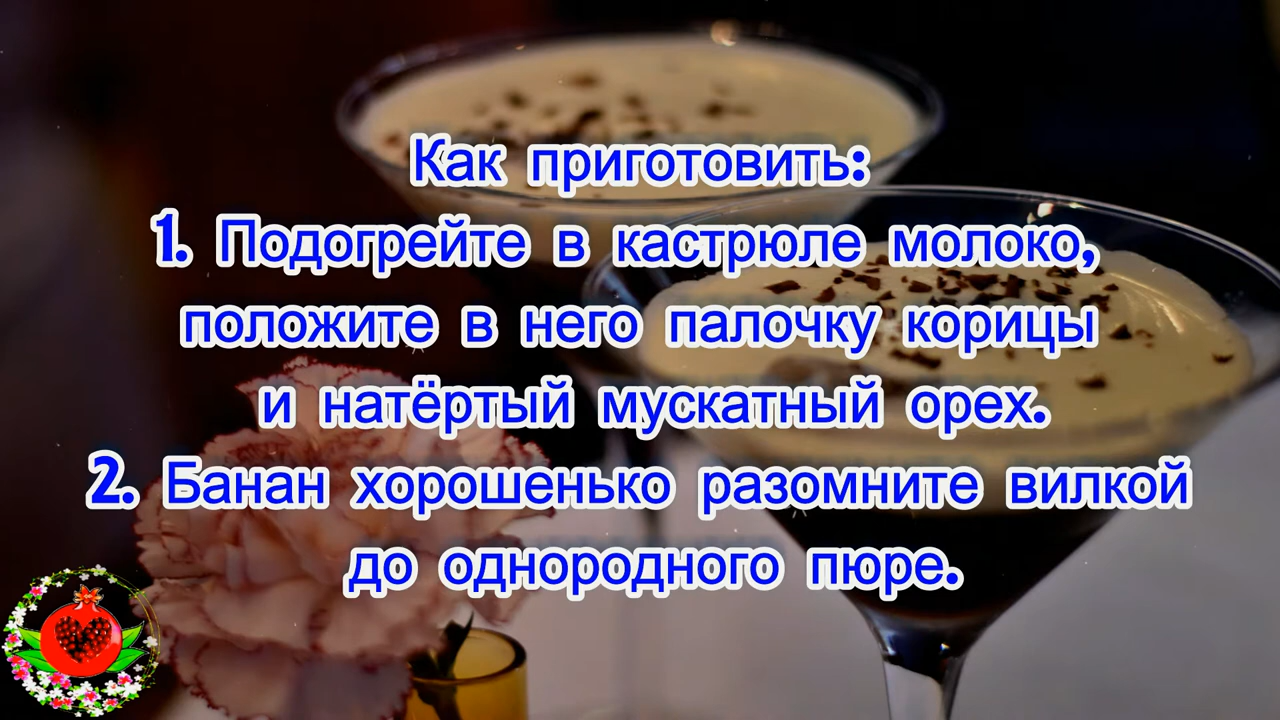 Как приготовить:
1. Подогрейте в кастрюле молоко,
положите в него палочку корицы
и натёртый мускатный орех.
2. Банан хорошенько разомните вилкой
до однородного пюре.